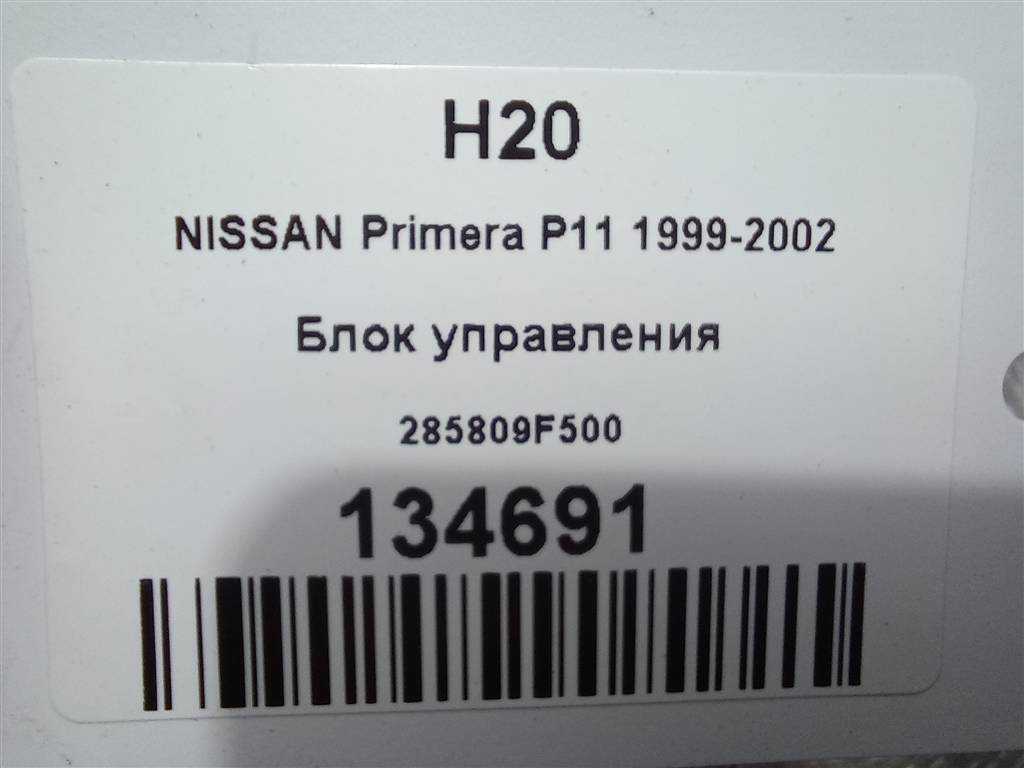 H20
NISSAN Primera P11 1999-2002
Блок управления
285809F500
134691